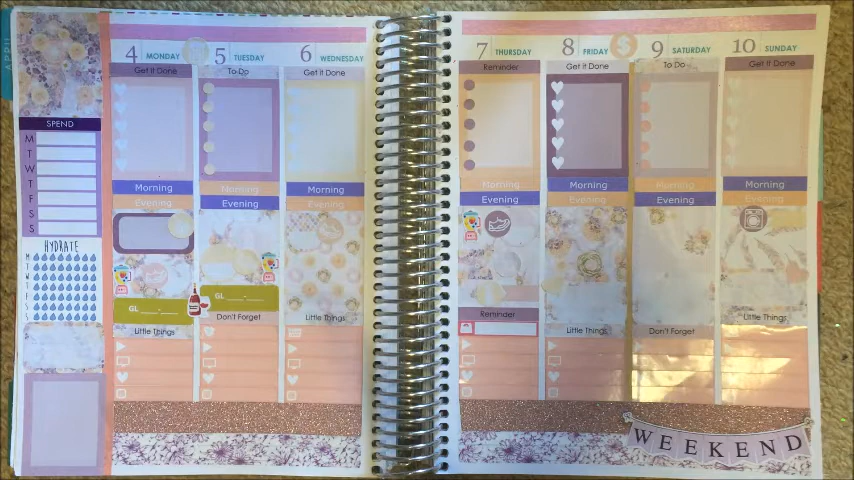 APRIL
4 MONDAY
5 TUESDAY
6 WEDNESDAY
7 THURSDAY
8 FRIDAY
$
9 SATURDAY
10 SUNDAY
Get it Done
To Do
Get it Done
Reminder
Get it Done
To Do
Get it Done
SPEND
M
T
W
T
F
S
S
Morning
Morning
Morning
Morning
Morning
Morning
Morning
Evening
Evening
Evening
Evening
Evening
Evening
Evening
HYDRATE
M
T
W
T
F
S
S
GL
GL
Little Things
Don't Forget
Little Things
Reminder
Little Things
Don't Forget
Little Things
WEEKEND